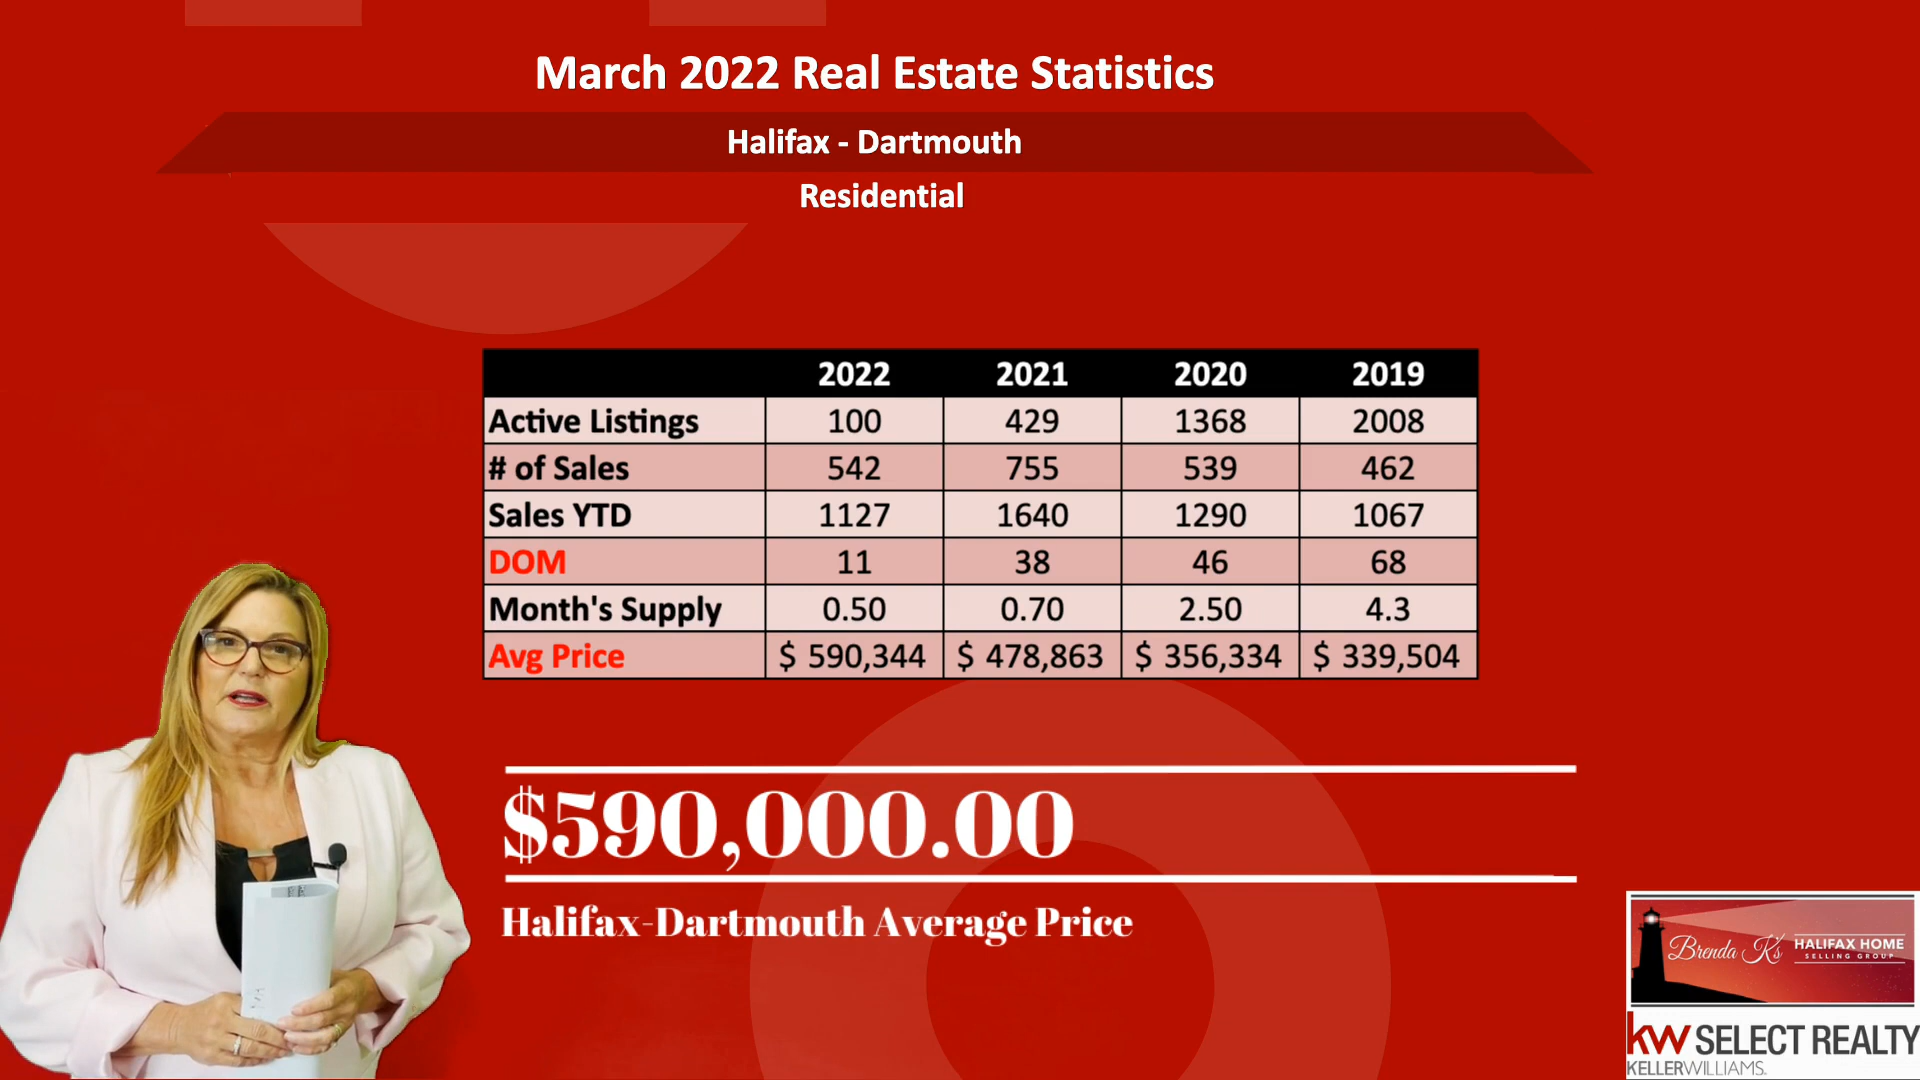 March 2022 Real Estate Statistics
Halifax - Dartmouth
Residential
2022 2021 2020 2019
Active Listings 100 429 1368 2008
# of Sales 542 755 539 462
Sales YTD 1127 1640 1290 1067
DOM 11 38 46 68
Month's Supply 0.50 0.70 2.50 4.3
Avg Price $ 590,344 $ 478,863 $ 356,334 $ 339,504
$590,000.00
Halifax-Dartmouth Average Price
Brenda K's HALIFAX HOME
SELLING GROUP
kw SELECT REALTY
KELLERWILLIAMS.